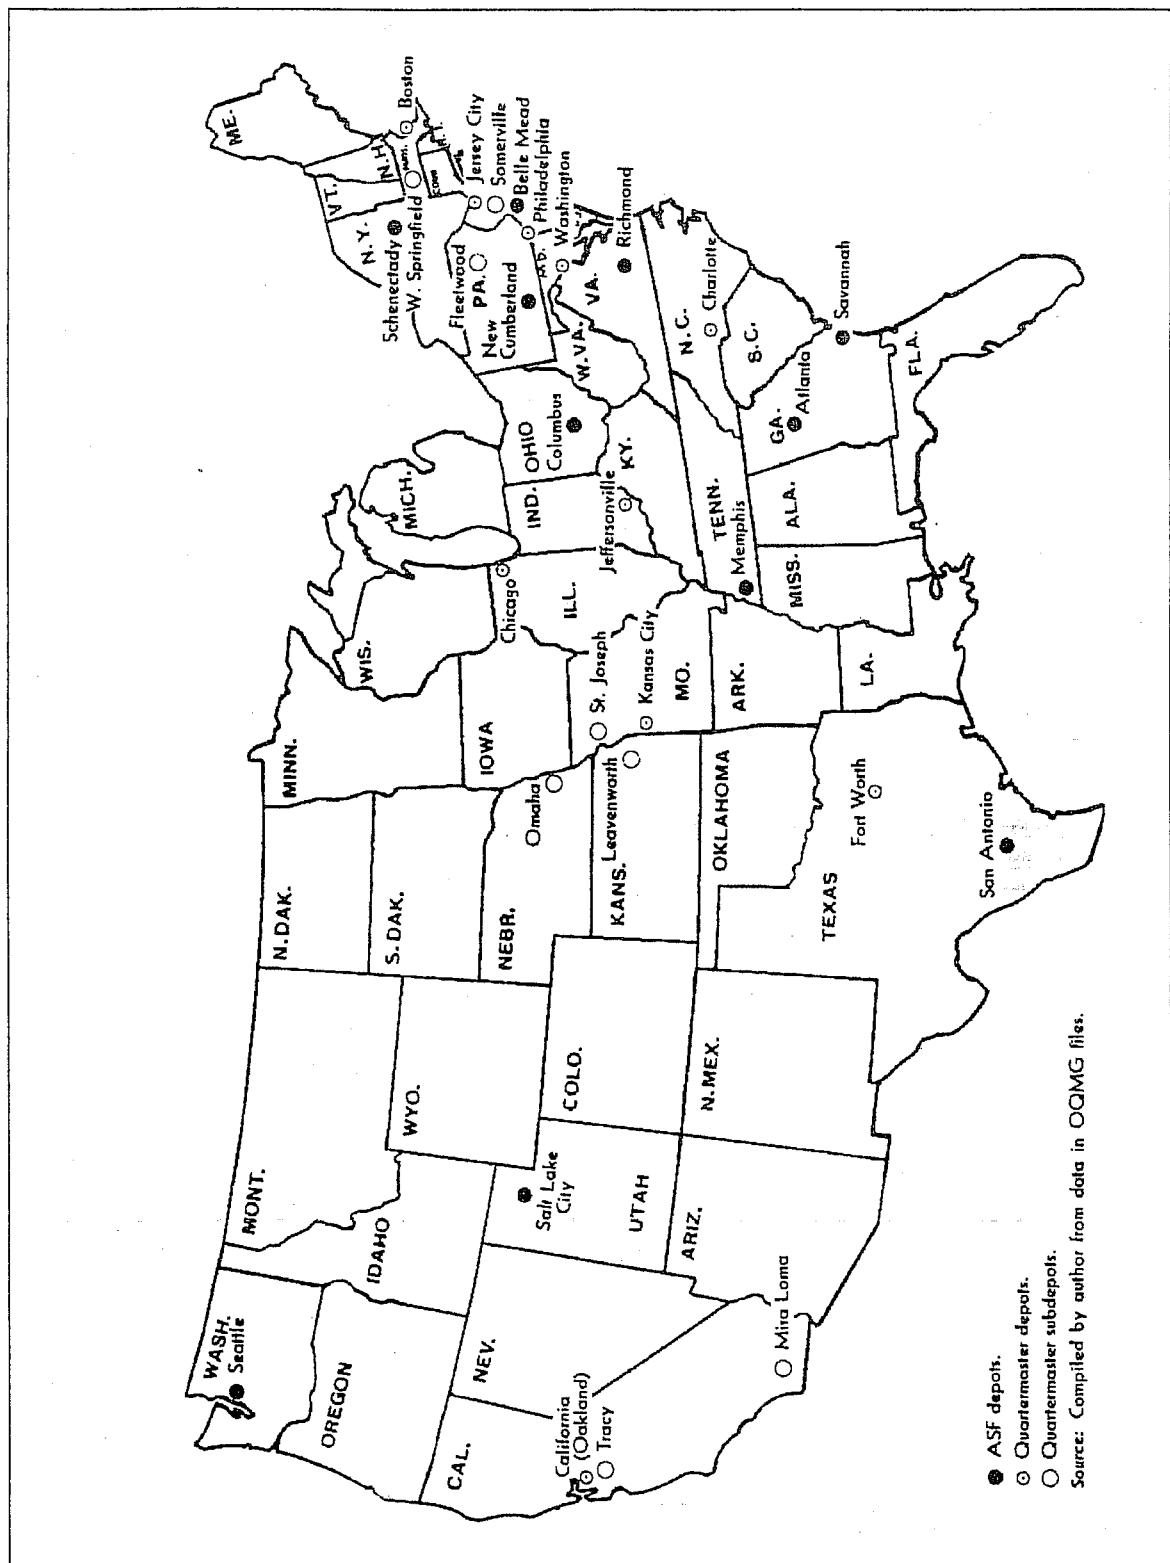 WASH.
Seattle
OREGON
CAL.
NEV.
IDAHO
MONT.
WYO.
UTAH
Salt Lake
City
COLO.
ARIZ.
N.MEX.
California
(Oakland)
Tracy
Mira Loma
N.DAK.
S.DAK.
NEBR.
Omaha
KANS.
Leavenworth
OKLAHOMA
TEXAS
Fort Worth
San Antonio
MINN.
IOWA
St. Joseph
Kansas City
MO.
ARK.
LA.
WIS.
Chicago
ILL.
MICH.
IND.
Jeffersonville
OHIO
Columbus
KY.
TENN.
Memphis
MISS.
ALA.
GA.
Atlanta
FLA.
Savannah
S.C.
N.C.
Charlotte
W.VA.
VA.
Richmond
Washington
MD.
Philadelphia
Belle Mead
Somerville
Jersey City
Fleetwood
PA.
New
Cumberland
Schenectady
W. Springfield
N.Y.
VT.
N.H.
ME.
MASS.
Boston
CONN
R.I.
ASF depots.
Quartermaster depots.
Quartermaster subdepots.
Source: Compiled by author from data in OQMG files.